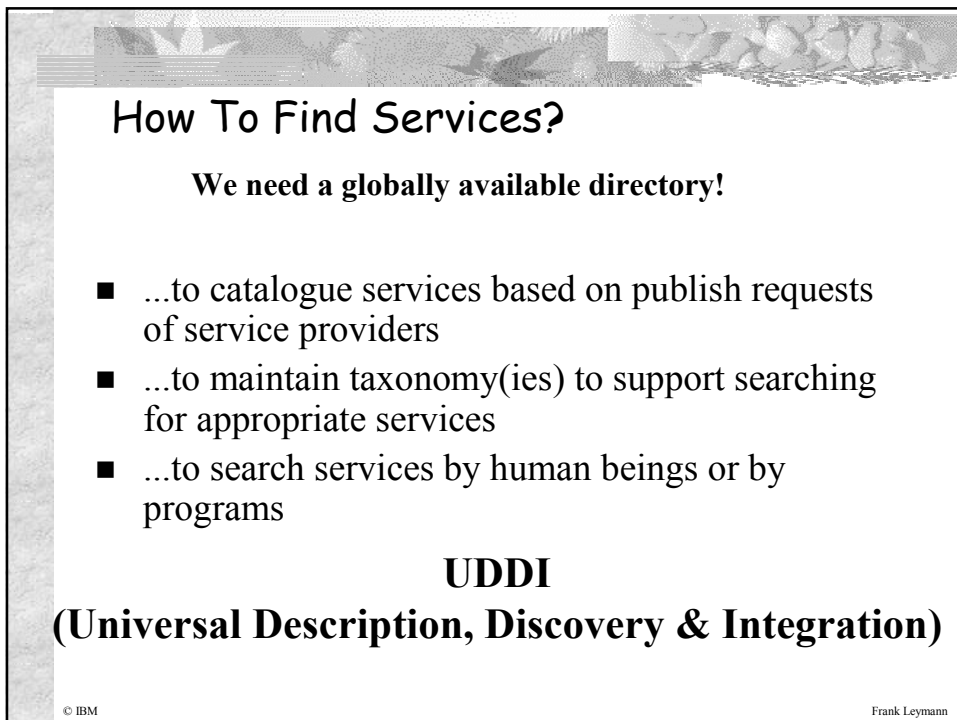 How To Find Services?
We need a globally available directory!
■ ...to catalogue services based on publish requests
of service providers
■ ...to maintain taxonomy(ies) to support searching
for appropriate services
■ ...to search services by human beings or by
programs
UDDI
(Universal Description, Discovery & Integration)
© IBM
Frank Leymann